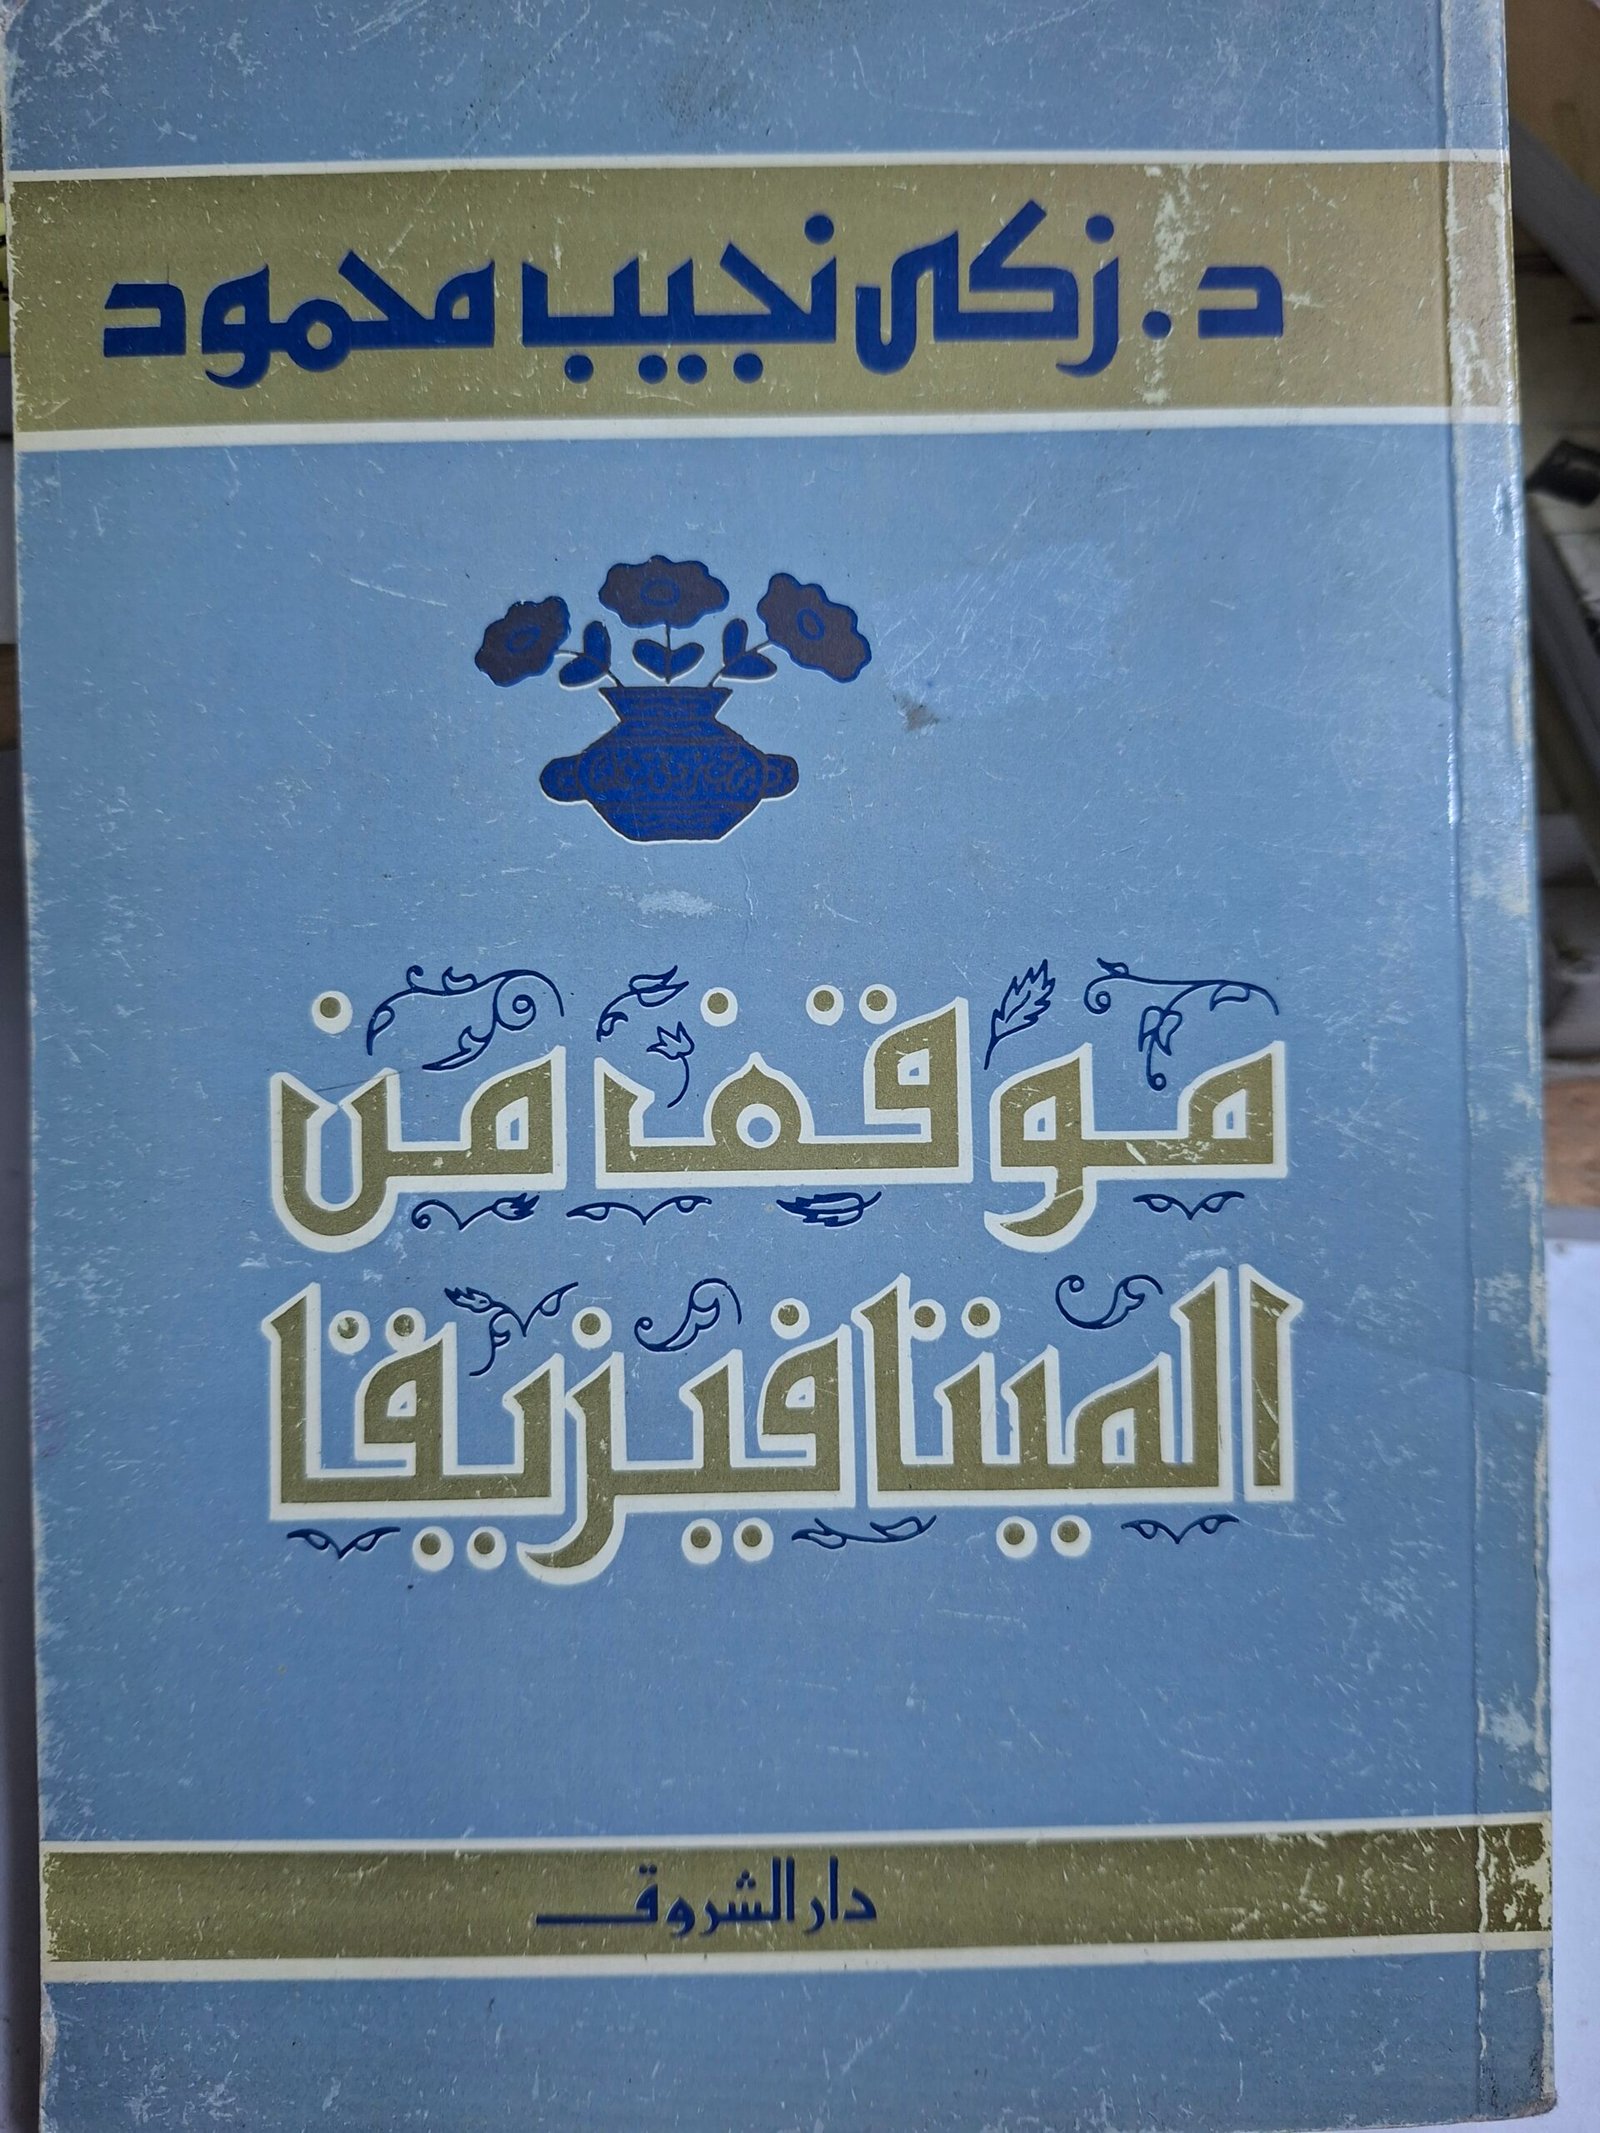 د. زكى نجيب محمود
موقف من
الميتافيزيقا
دار الشروق